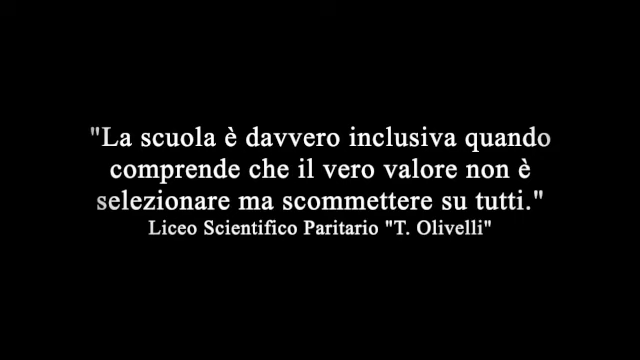 "La scuola è davvero inclusiva quando
comprende che il vero valore non è
selezionare ma scommettere su tutti."
Liceo Scientifico Paritario "T. Olivelli"